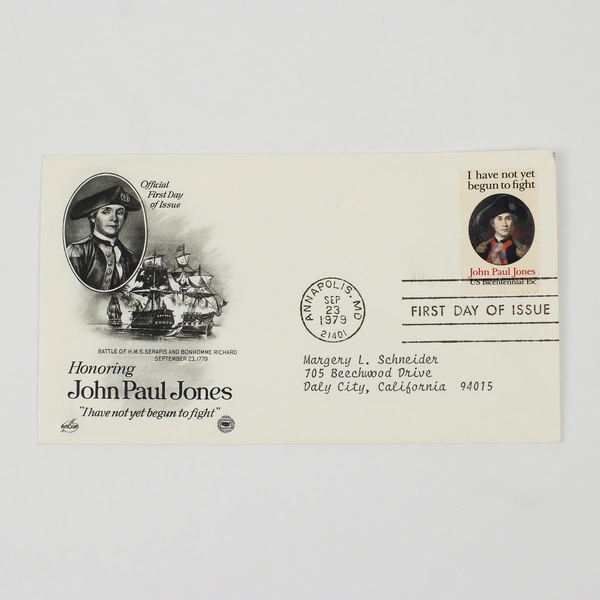 Official
First Day
of Issue
BATTLE OF H.M.S. SERAPIS AND BONHOMME RICHARD
SEPTEMBER 23, 1779
Honoring
John Paul Jones
"I have not yet begun to fight"
ArtCraft
I have not yet
begun to fight
John Paul Jones
US Bicentennial 15c
ANNAPOLIS, MD
SEP
23
1979
21401
FIRST DAY OF ISSUE
Margery L. Schneider
705 Beechwood Drive
Daly City, California 94015